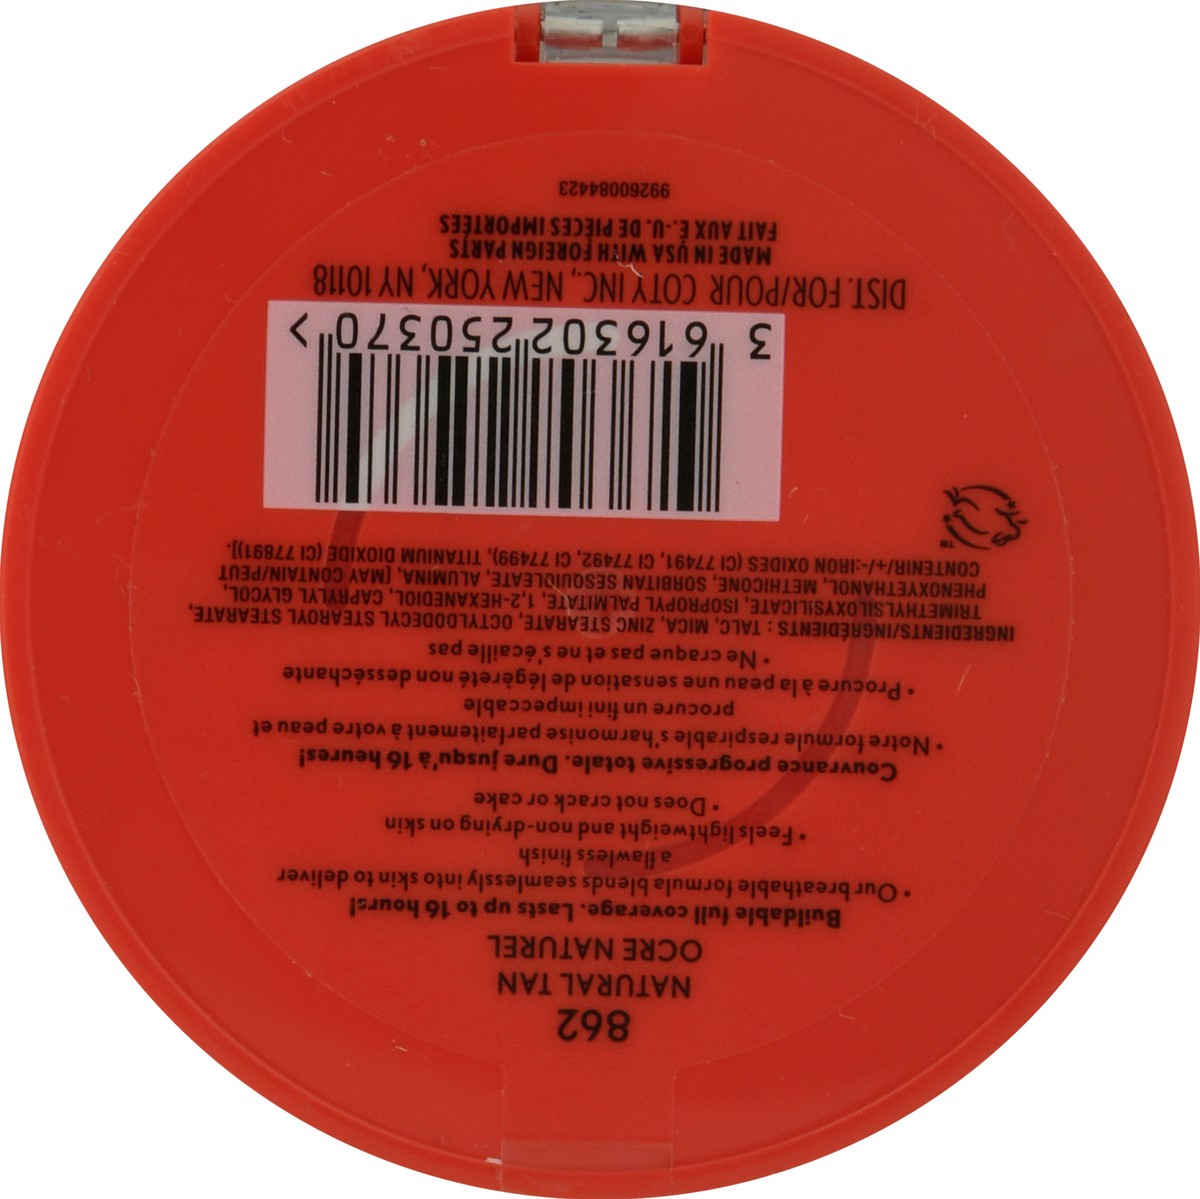 862
NATURAL TAN
OCRE NATUREL
Buildable full coverage. Lasts up to 16 hours!
• Our breathable formula blends seamlessly into skin to deliver
a flawless finish
• Feels lightweight and non-drying on skin
• Does not crack or cake
Couvrance progressive totale. Dure jusqu'à 16 heures!
• Notre formule respirable s'harmonise parfaitement à votre peau et
procure un fini impeccable
• Procure à la peau une sensation de légèreté non desséchante
• Ne craque pas et ne s'écaille pas
INGREDIENTS/INGRÉDIENTS : TALC, MICA, ZINC STEARATE, OCTYLDODECYL STEAROYL STEARATE,
TRIMETHYLSILOXYSILICATE, ISOPROPYL PALMITATE, 1,2-HEXANEDIOL, CAPRYLYL GLYCOL,
PHENOXYETHANOL, METHICONE, SORBITAN SESQUIOLEATE, ALUMINA, [MAY CONTAIN/PEUT
CONTENIR/+/-:IRON OXIDES (CI 77491, CI 77492, CI 77499), TITANIUM DIOXIDE (CI 77891)].
TM
3 616302 250370 >
DIST. FOR/POUR COTY INC., NEW YORK, NY 10118
MADE IN USA WITH FOREIGN PARTS
FAIT AUX E.-U. DE PIÈCES IMPORTÉES
99260084423